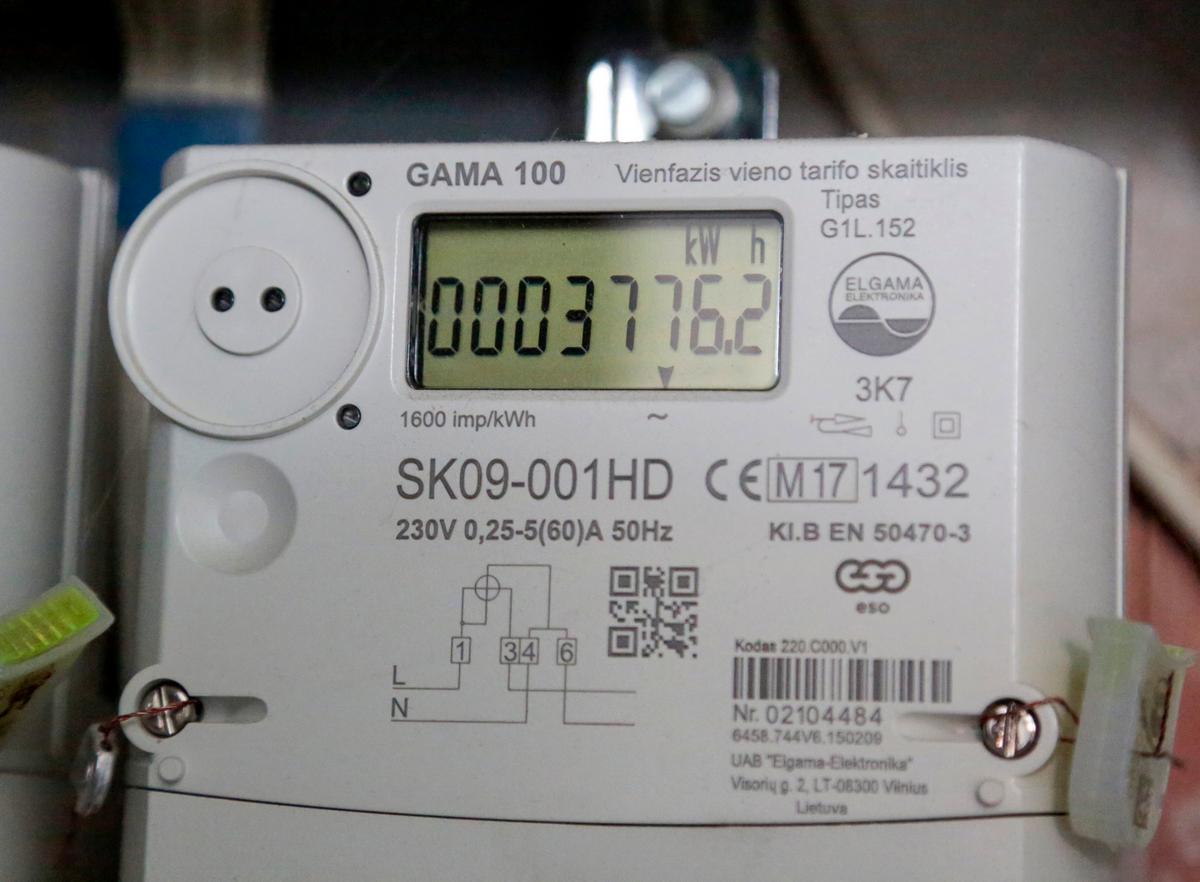 GAMA 100 Vienfazis vieno tarifo skaitiklis
Tipas
G1L.152
kW h
0003776.2
ELGAMA
ELEKTRONIKA
3K7
1600 imp/kWh ~
SK09-001HD CE M17 1432
230V 0,25-5(60)A 50Hz KI.B EN 50470-3
eso
1 3 4 6
L
N
Kodas 220.C000.V1
Nr. 02104484
6458.744V6.150209
UAB "Elgama-Elektronika"
Visorių g. 2, LT-08300 Vilnius
Lietuva